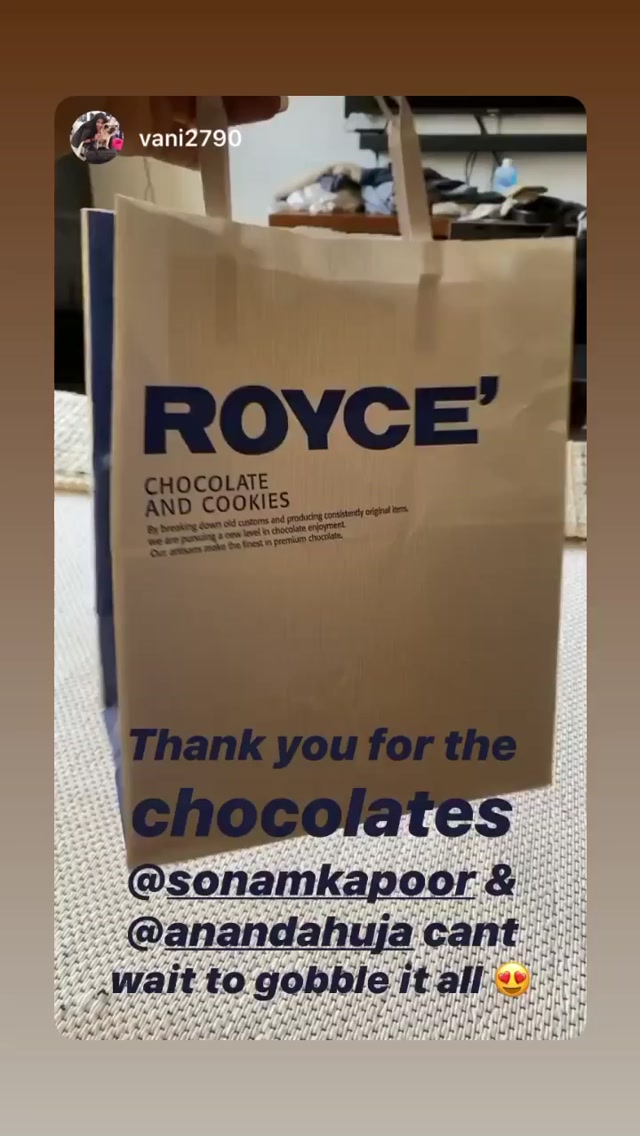 vani2790
ROYCE'
CHOCOLATE
AND COOKIES
By breaking down old customs and producing consistently original item,
we are pursuing a new level in chocolate enjoyment.
Our artisans make the finest in premium chocolate.
Thank you for the
chocolates
@sonamkapoor &
@anandahuja cant
wait to gobble it all 😍